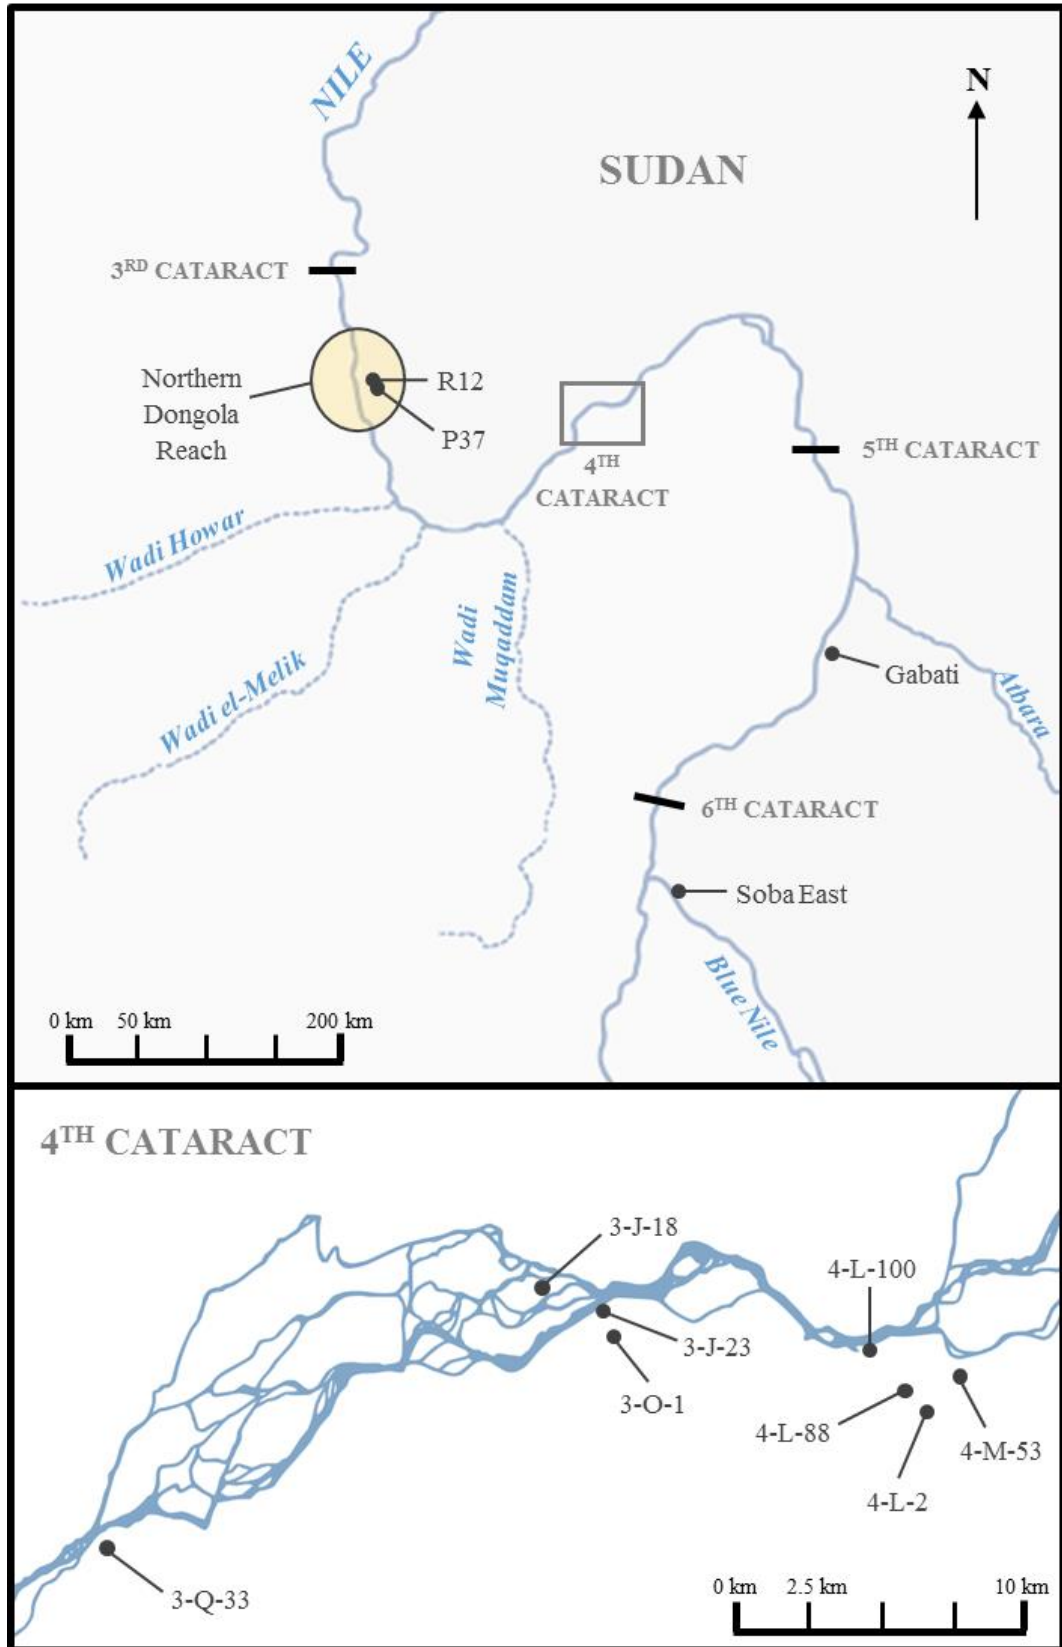 NILE
N
SUDAN
3RD CATARACT
Northern
Dongola
Reach
R12
P37
4TH
CATARACT
5TH CATARACT
Wadi Howar
Wadi
Muqaddam
Wadi el-Melik
Gabati
Atbara
6TH CATARACT
Soba East
Blue Nile
0 km 50 km 200 km
4TH CATARACT
3-J-18
4-L-100
3-J-23
3-O-1
4-L-88
4-M-53
4-L-2
3-Q-33
0 km 2.5 km 10 km